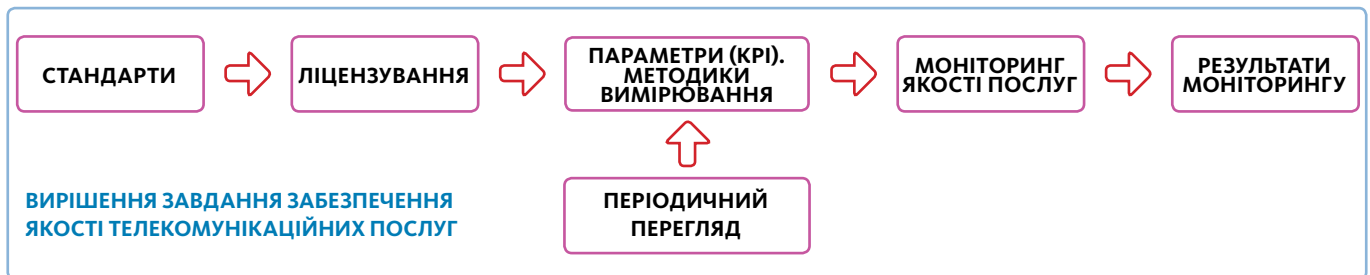 СТАНДАРТИ
ЛІЦЕНЗУВАННЯ
ПАРАМЕТРИ (КРІ).
МЕТОДИКИ
ВИМІРЮВАННЯ
МОНІТОРИНГ
ЯКОСТІ ПОСЛУГ
РЕЗУЛЬТАТИ
МОНІТОРИНГУ
ВИРІШЕННЯ ЗАВДАННЯ ЗАБЕЗПЕЧЕННЯ
ЯКОСТІ ТЕЛЕКОМУНІКАЦІЙНИХ ПОСЛУГ
ПЕРІОДИЧНИЙ
ПЕРЕГЛЯД